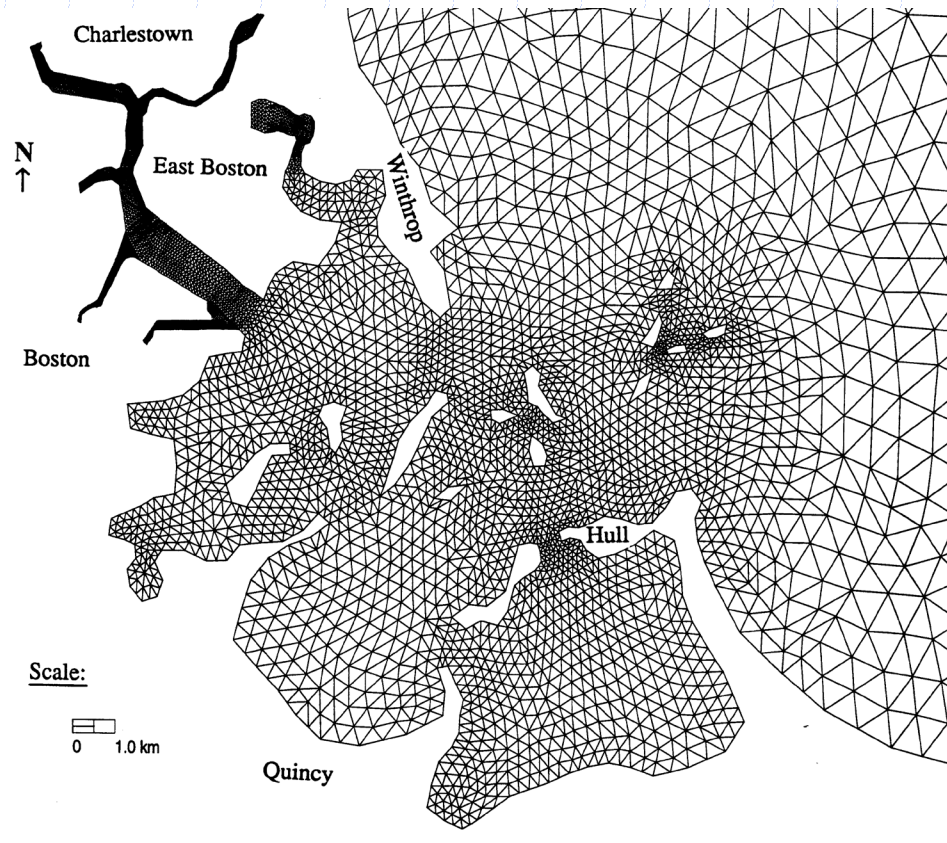 Charlestown
N
East Boston
Winthrop
Boston
Hull
Scale:
0 1.0 km
Quincy